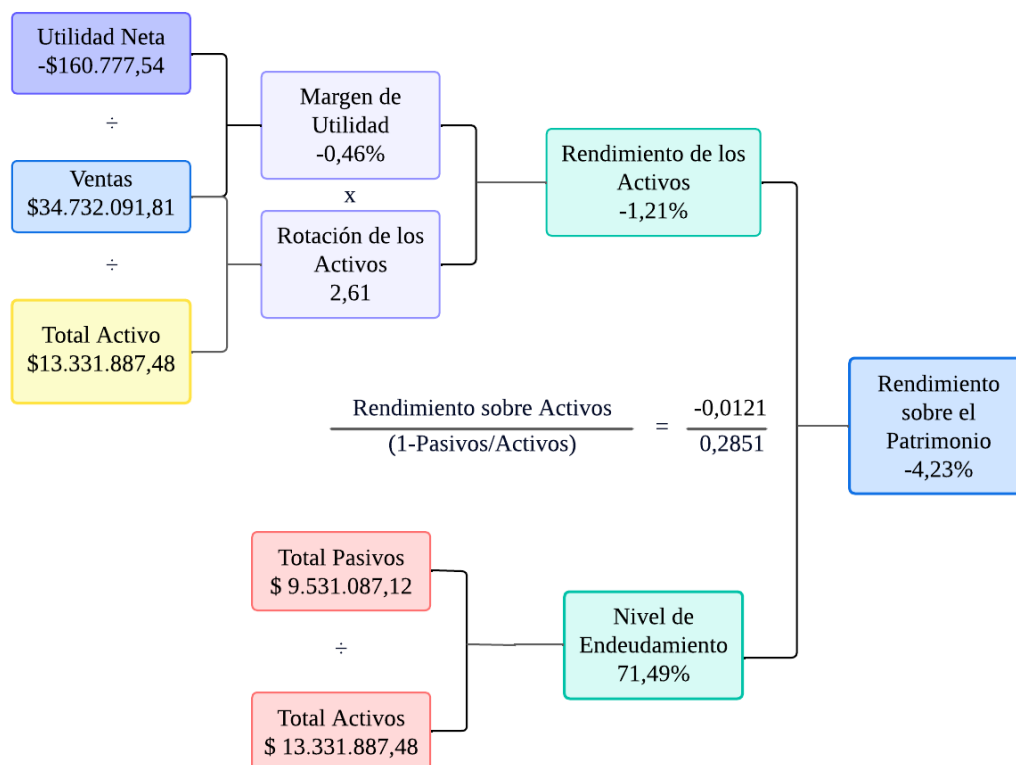 Utilidad Neta
-$160.777,54
÷
Ventas
$34.732.091,81
÷
Total Activo
$13.331.887,48
Margen de
Utilidad
-0,46%
x
Rotación de los
Activos
2,61
Rendimiento de los
Activos
-1,21%
Rendimiento sobre Activos
(1-Pasivos/Activos)
=
-0,0121
0,2851
Rendimiento
sobre el
Patrimonio
-4,23%
Total Pasivos
$ 9.531.087,12
÷
Total Activos
$ 13.331.887,48
Nivel de
Endeudamiento
71,49%